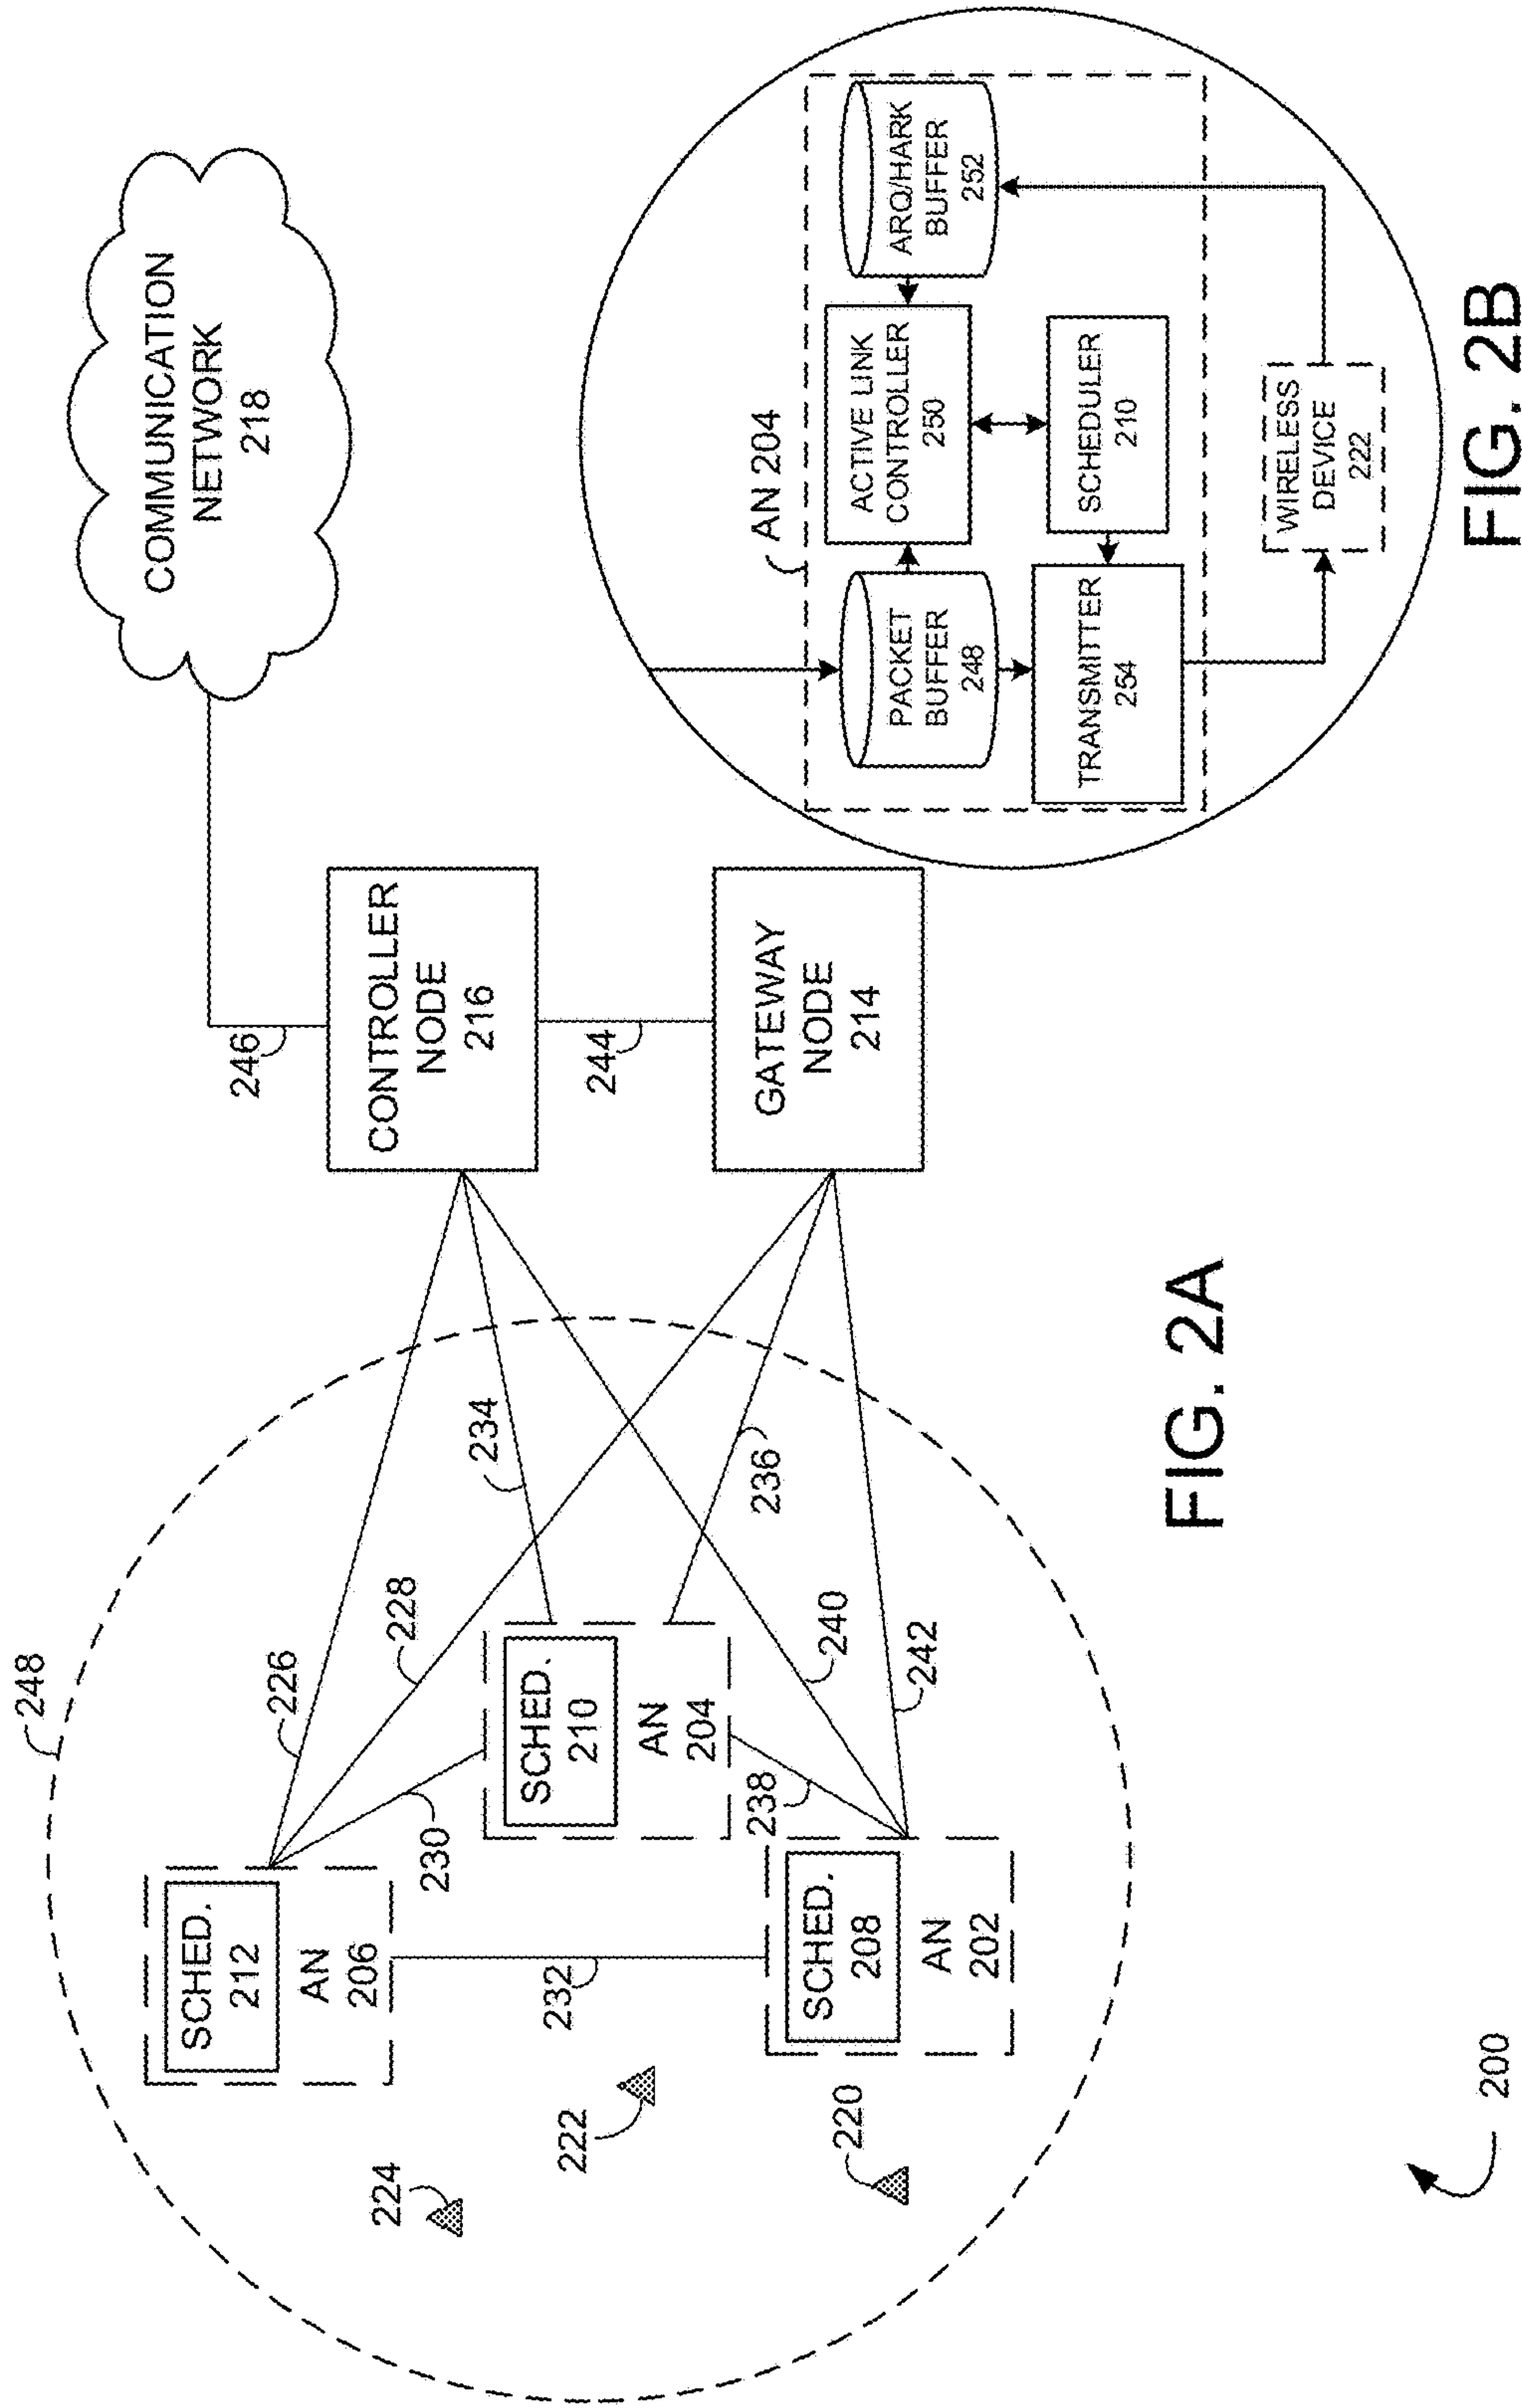 248
SCHED.
212
AN
206
226
228
230
234
SCHED.
210
AN
204
236
232
238
240
242
SCHED.
208
AN
202
224
222
220
246
CONTROLLER
NODE
216
244
GATEWAY
NODE
214
COMMUNICATION
NETWORK
218
200
FIG. 2A
AN 204
PACKET
BUFFER
248
ACTIVE LINK
CONTROLLER
250
ARQ/HARK
BUFFER
252
TRANSMITTER
254
SCHEDULER
210
WIRELESS
DEVICE
222
FIG. 2B